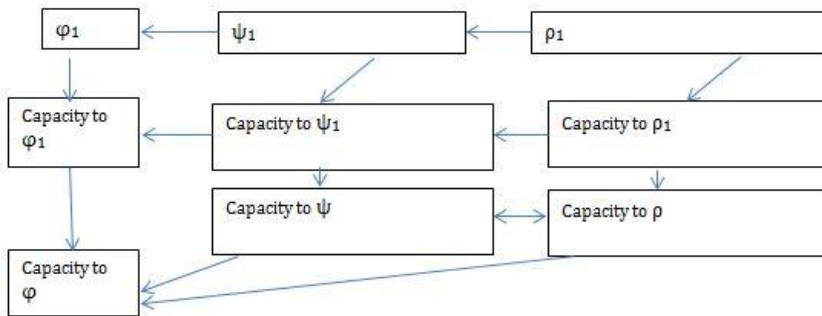 φ₁
ψ₁
ρ₁
Capacity to
φ₁
Capacity to ψ₁
Capacity to ρ₁
Capacity to ψ
Capacity to ρ
Capacity to
φ